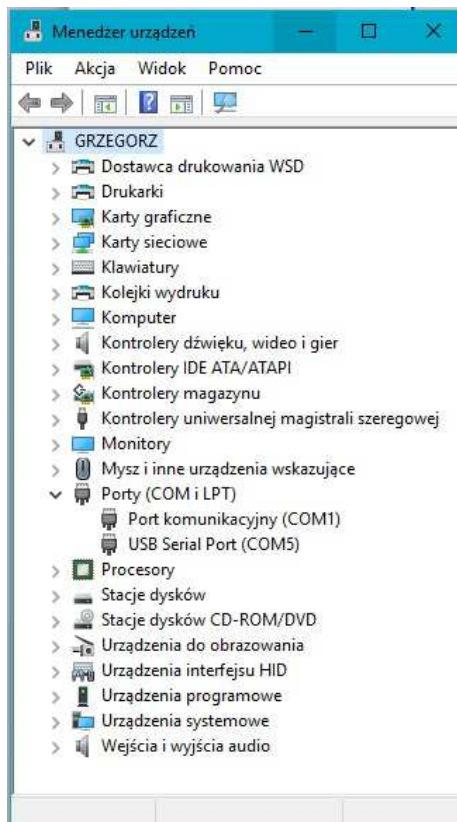 Menedżer urządzeń
Plik Akcja Widok Pomoc
GRZEGORZ
Dostawca drukowania WSD
Drukarki
Karty graficzne
Karty sieciowe
Klawiatury
Kolejki wydruku
Komputer
Kontrolery dźwięku, wideo i gier
Kontrolery IDE ATA/ATAPI
Kontrolery magazynu
Kontrolery uniwersalnej magistrali szeregowej
Monitory
Mysz i inne urządzenia wskazujące
Porty (COM i LPT)
Port komunikacyjny (COM1)
USB Serial Port (COM5)
Procesory
Stacje dysków
Stacje dysków CD-ROM/DVD
Urządzenia do obrazowania
Urządzenia interfejsu HID
Urządzenia programowe
Urządzenia systemowe
Wejścia i wyjścia audio